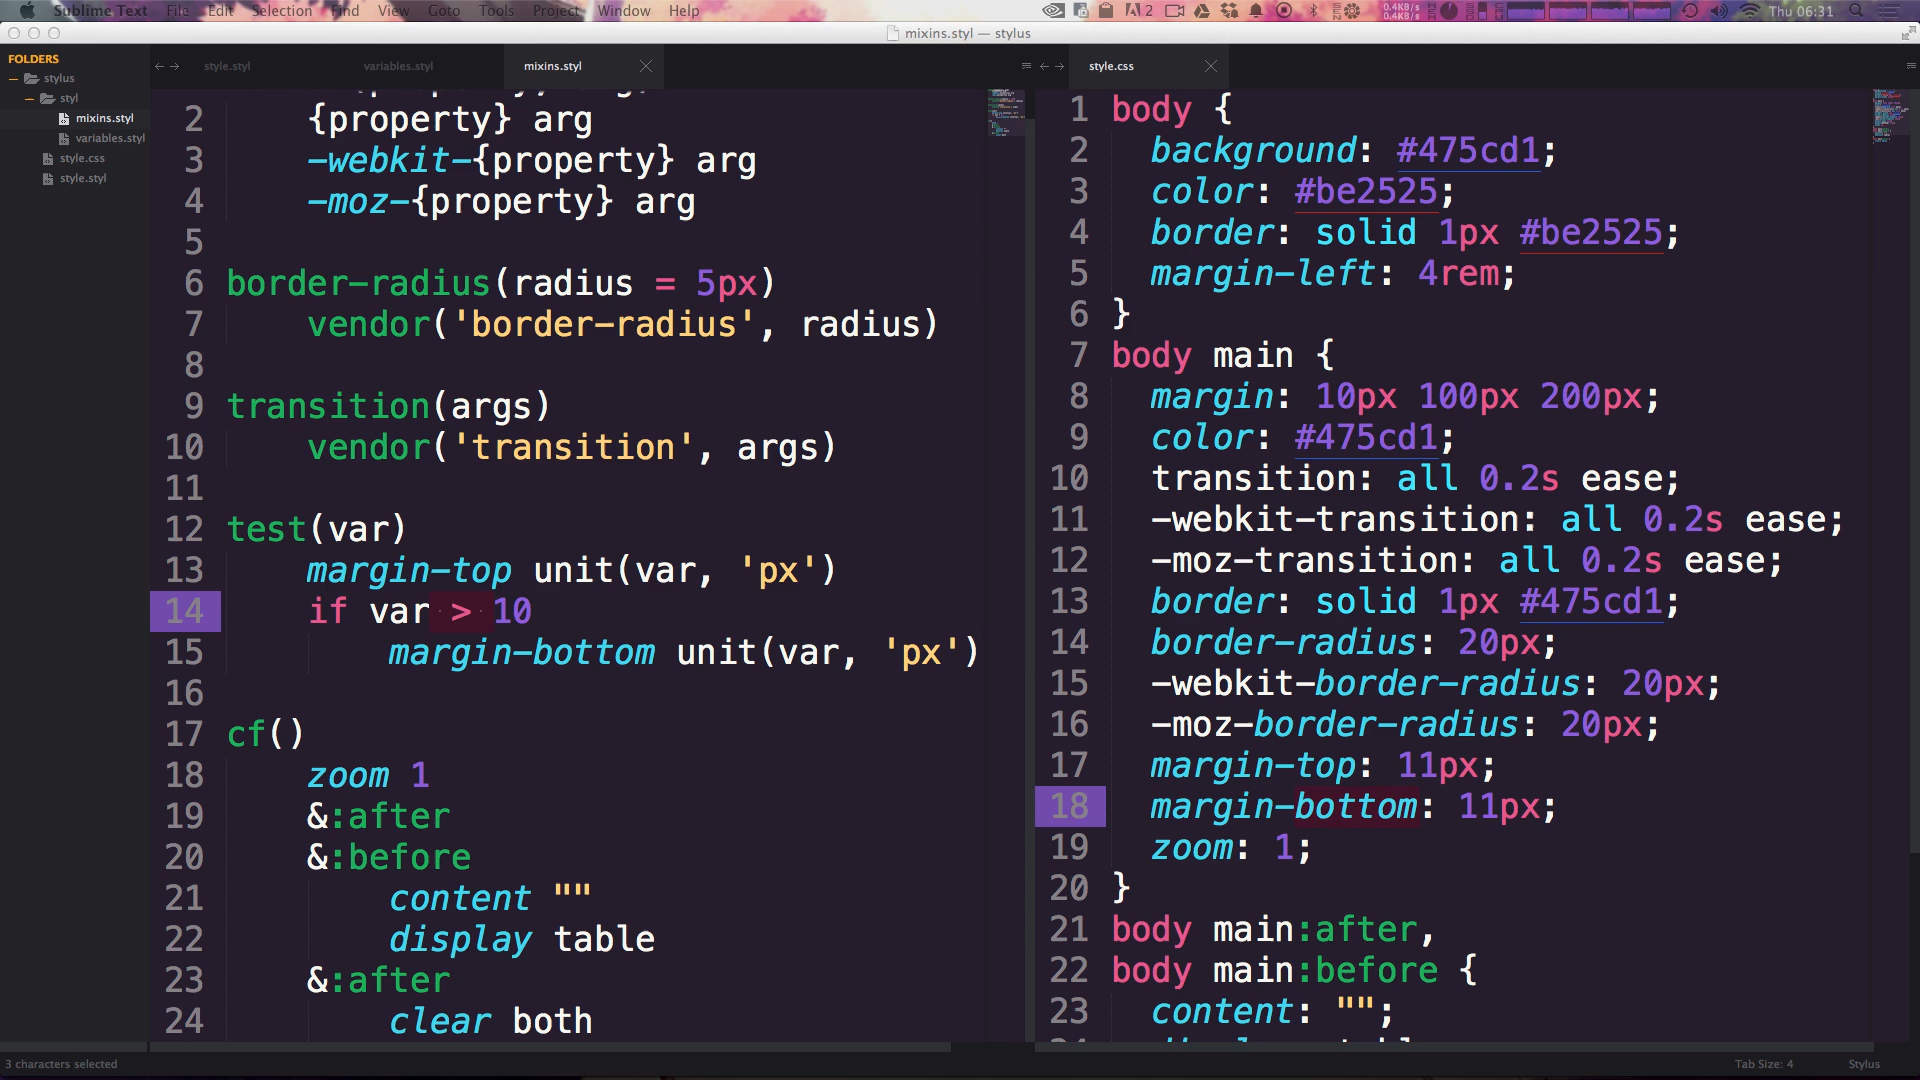 Sublime Text File Edit Selection Find View Goto Tools Project Window Help
2 0.4KB/s 0.4KB/s Thu 06:31
mixins.styl — stylus
FOLDERS
stylus
styl
mixins.styl
variables.styl
style.css
style.styl
style.styl variables.styl mixins.styl
2 {property} arg
3 -webkit-{property} arg
4 -moz-{property} arg
5
6 border-radius(radius = 5px)
7 vendor('border-radius', radius)
8
9 transition(args)
10 vendor('transition', args)
11
12 test(var)
13 margin-top unit(var, 'px')
14 if var > 10
15 margin-bottom unit(var, 'px')
16
17 cf()
18 zoom 1
19 &:after
20 &:before
21 content ""
22 display table
23 &:after
24 clear both
style.css
1 body {
2 background: #475cd1;
3 color: #be2525;
4 border: solid 1px #be2525;
5 margin-left: 4rem;
6 }
7 body main {
8 margin: 10px 100px 200px;
9 color: #475cd1;
10 transition: all 0.2s ease;
11 -webkit-transition: all 0.2s ease;
12 -moz-transition: all 0.2s ease;
13 border: solid 1px #475cd1;
14 border-radius: 20px;
15 -webkit-border-radius: 20px;
16 -moz-border-radius: 20px;
17 margin-top: 11px;
18 margin-bottom: 11px;
19 zoom: 1;
20 }
21 body main:after,
22 body main:before {
23 content: "";
3 characters selected
Tab Size: 4 Stylus